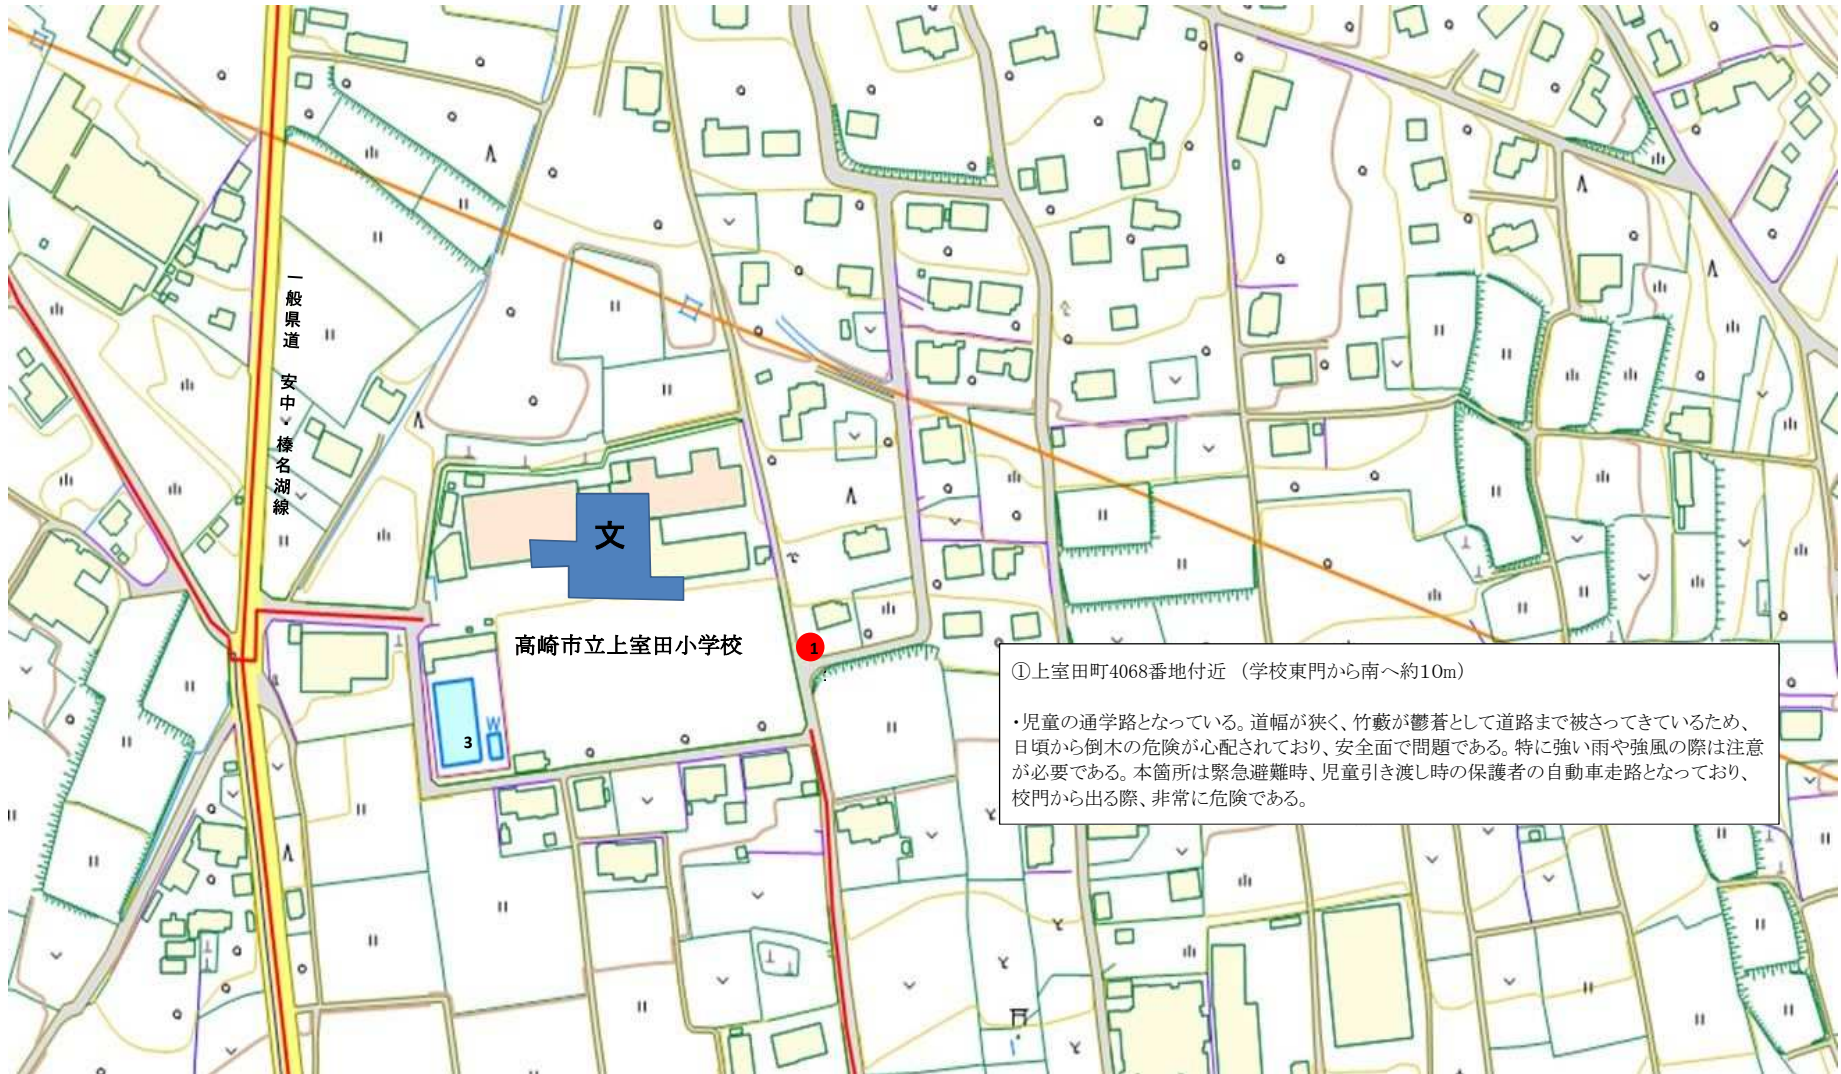 一般県道　安中・榛名湖線
文
高崎市立上室田小学校
1
①上室田町4068番地付近　（学校東門から南へ約10m）
・児童の通学路となっている。道幅が狭く、竹藪が鬱蒼として道路まで被さってきているため、
日頃から倒木の危険が心配されており、安全面で問題である。特に強い雨や強風の際は注意
が必要である。本箇所は緊急避難時、児童引き渡し時の保護者の自動車走路となっており、
校門から出る際、非常に危険である。
W
3